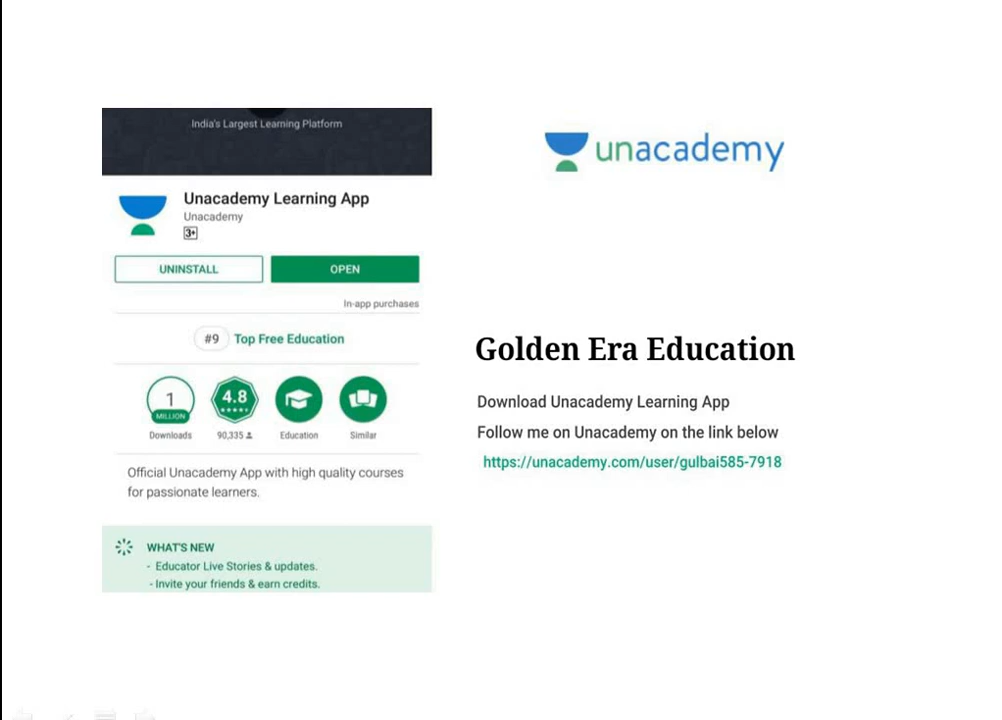 India's Largest Learning Platform
Unacademy Learning App
Unacademy
3+
UNINSTALL
OPEN
In-app purchases
#9 Top Free Education
1
MILLION
4.8
Downloads
90,335
Education
Similar
Official Unacademy App with high quality courses
for passionate learners.
WHAT'S NEW
- Educator Live Stories & updates.
- Invite your friends & earn credits.
unacademy
Golden Era Education
Download Unacademy Learning App
Follow me on Unacademy on the link below
https://unacademy.com/user/gulbai585-7918